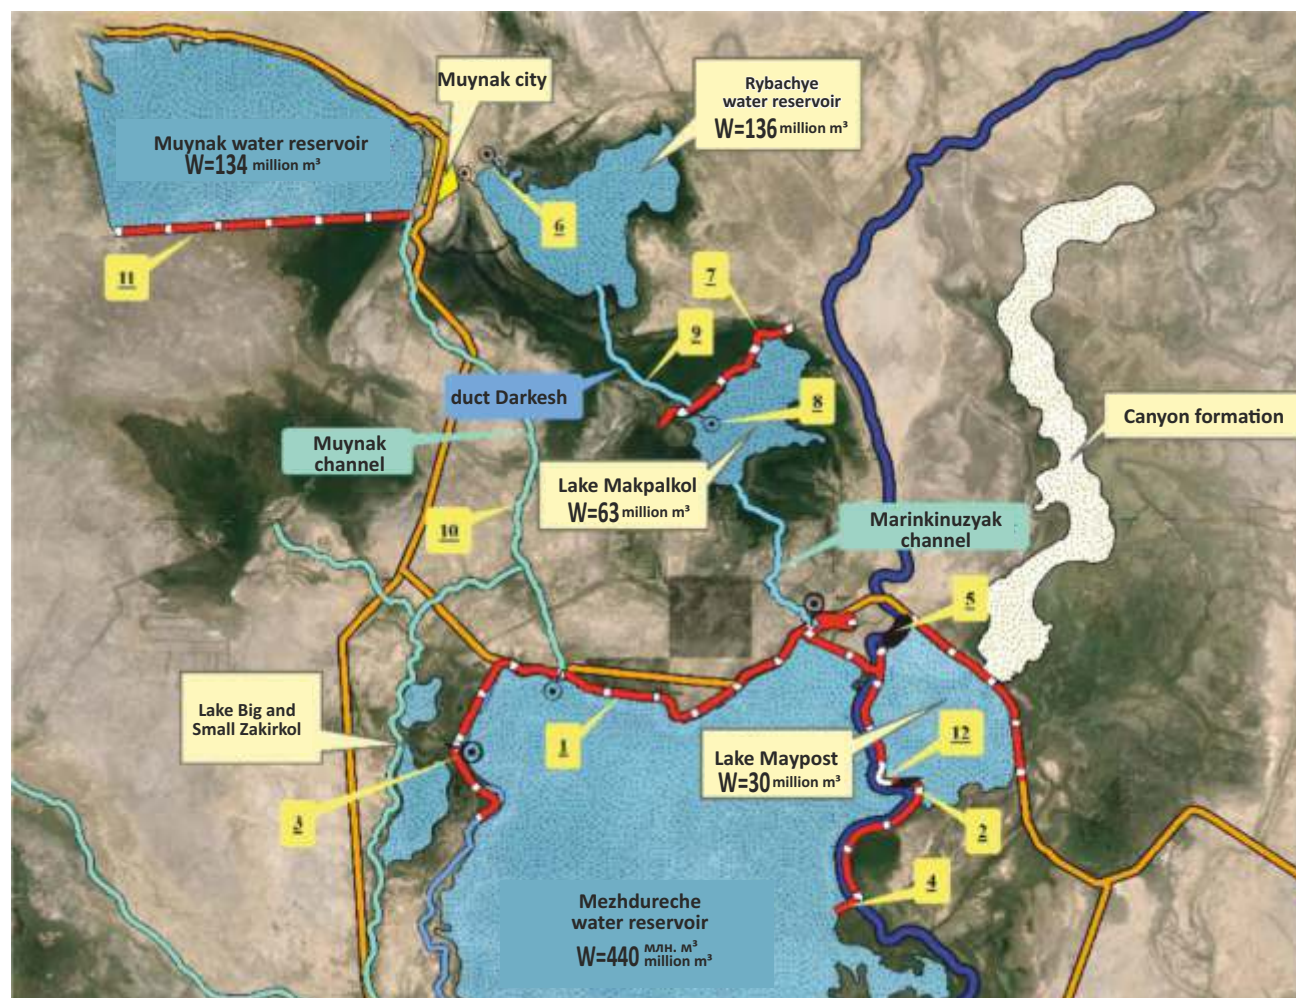 Muynak city
Rybachye
water reservoir
W=136 million m³
Muynak water reservoir
W=134 million m³
6
11
7
9
duct Darkesh
8
Canyon formation
Muynak
channel
Lake Makpalkol
W=63 million m³
10
Marinkinuzyak
channel
5
Lake Big and
Small Zakirkol
1
Lake Maypost
W=30 million m³
12
3
2
4
Mezhdureche
water reservoir
млн. м³
W=440 million m³